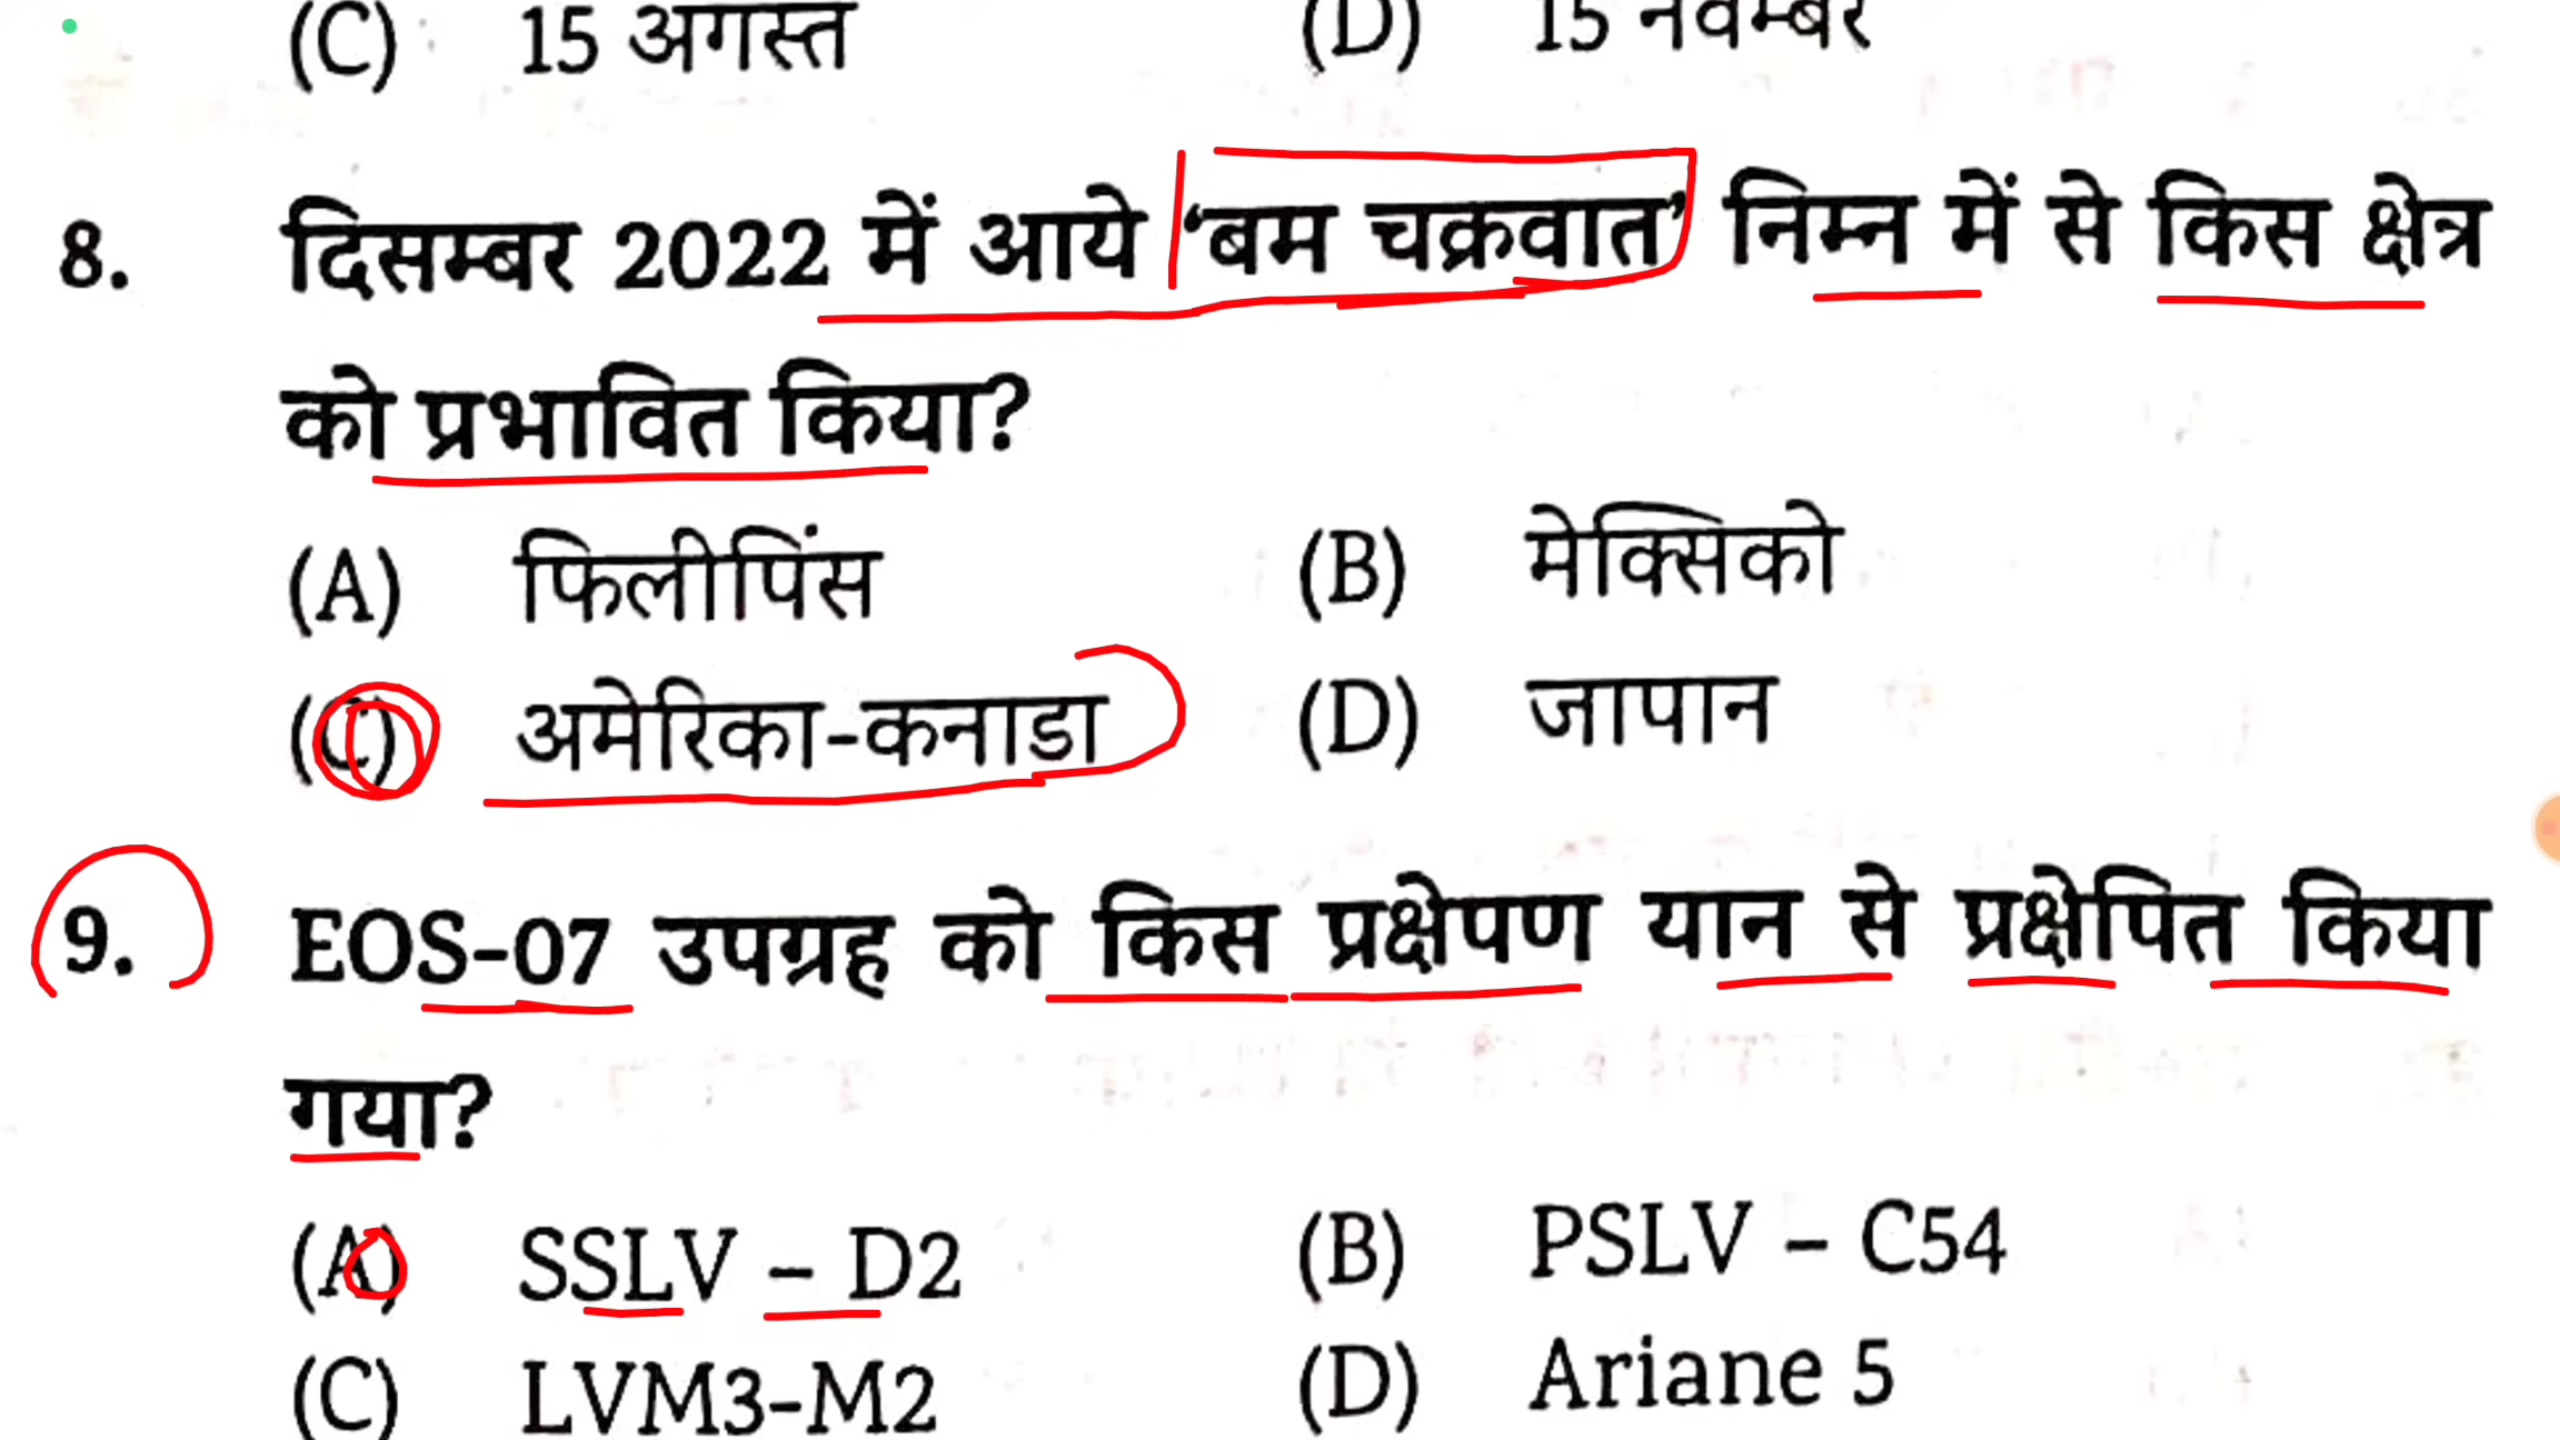 (C) 15 अगस्त (D) 15 नवम्बर
8. दिसम्बर 2022 में आये ‘बम चक्रवात’ निम्न में से किस क्षेत्र
को प्रभावित किया?
(A) फिलीपिंस (B) मेक्सिको
(C) अमेरिका-कनाडा (D) जापान
9. EOS-07 उपग्रह को किस प्रक्षेपण यान से प्रक्षेपित किया
गया?
(A) SSLV – D2 (B) PSLV – C54
(C) LVM3-M2 (D) Ariane 5